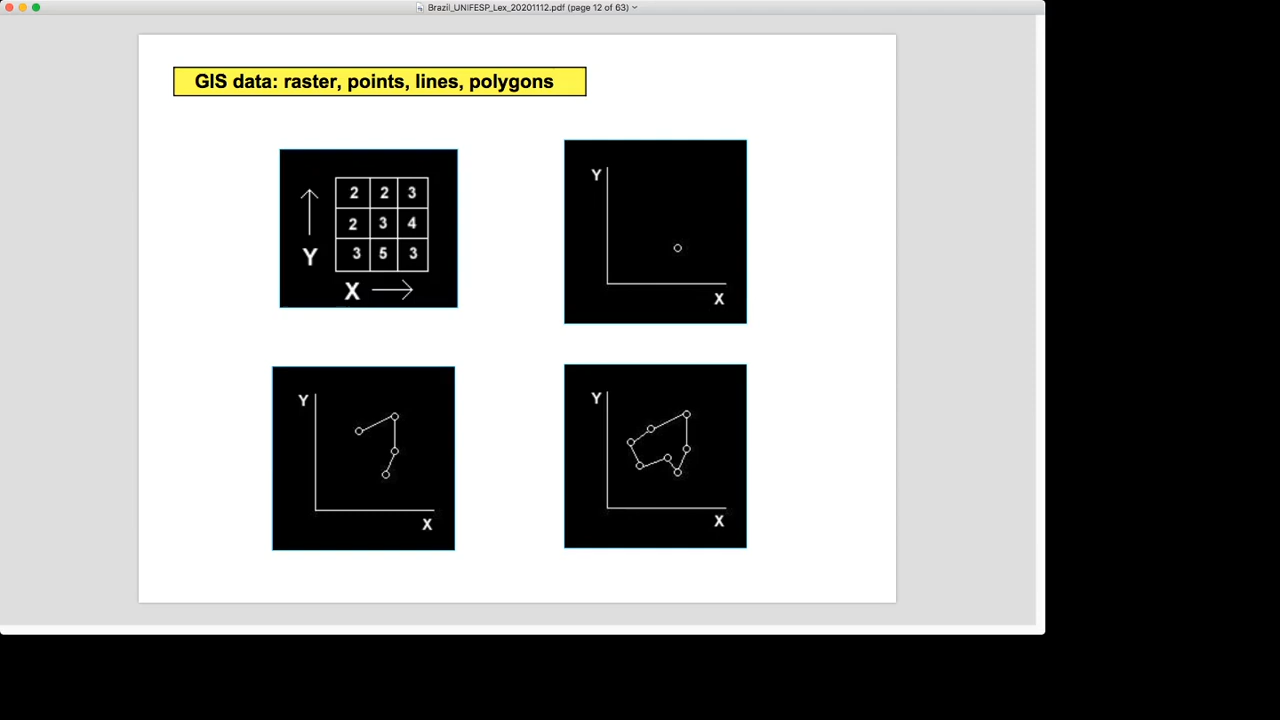 Brazil_UNIFESP_Lex_20201112.pdf (page 12 of 63)
GIS data: raster, points, lines, polygons
2 2 3
2 3 4
3 5 3
Y
X
Y
X
Y
X
Y
X